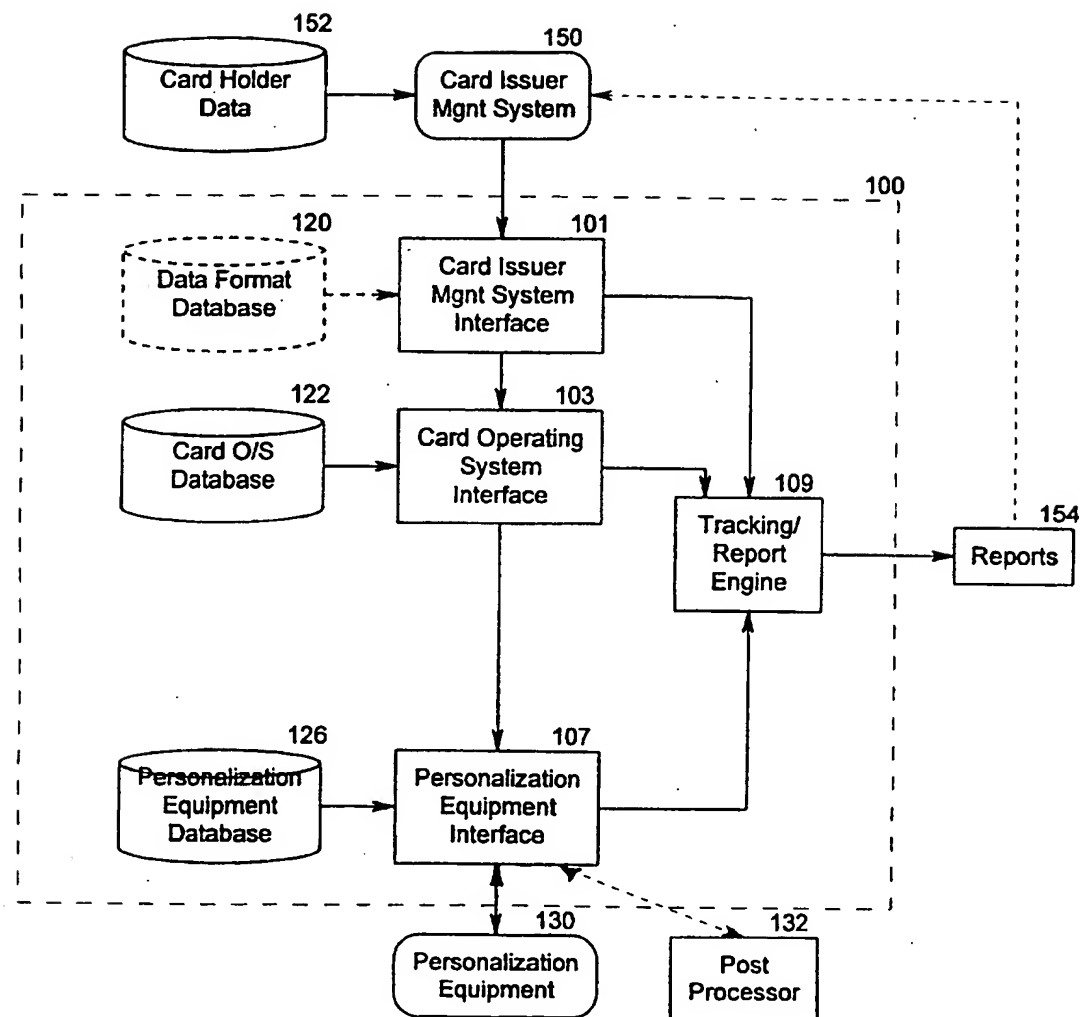 152
Card Holder
Data
150
Card Issuer
Mgnt System
100
120
Data Format
Database
101
Card Issuer
Mgnt System
Interface
122
Card O/S
Database
103
Card Operating
System
Interface
109
Tracking/
Report
Engine
154
Reports
126
Personalization
Equipment
Database
107
Personalization
Equipment
Interface
130
Personalization
Equipment
132
Post
Processor